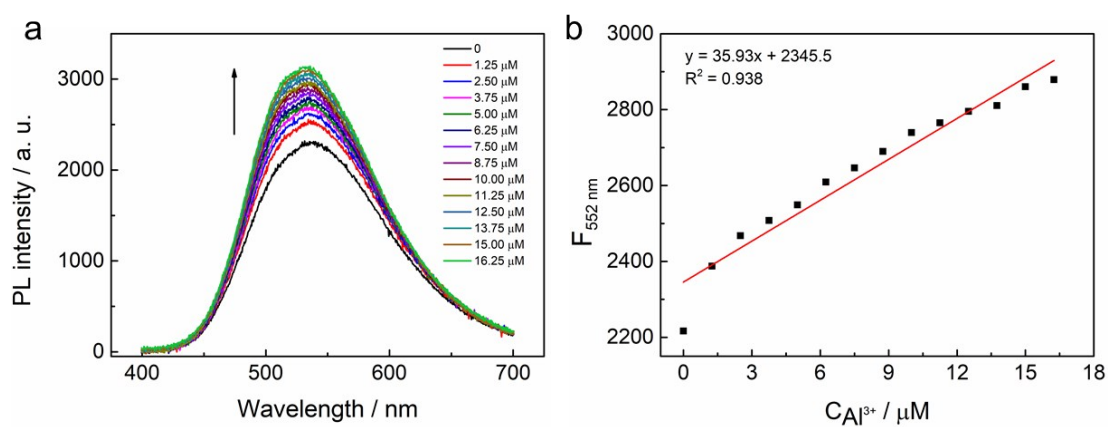 a
PL intensity / a. u.
3000
2000
1000
0
400
500
600
700
Wavelength / nm
0
1.25 μM
2.50 μM
3.75 μM
5.00 μM
6.25 μM
7.50 μM
8.75 μM
10.00 μM
11.25 μM
12.50 μM
13.75 μM
15.00 μM
16.25 μM
b
y = 35.93x + 2345.5
R² = 0.938
F552 nm
3000
2800
2600
2400
2200
0
3
6
9
12
15
18
CAl³⁺ / μM